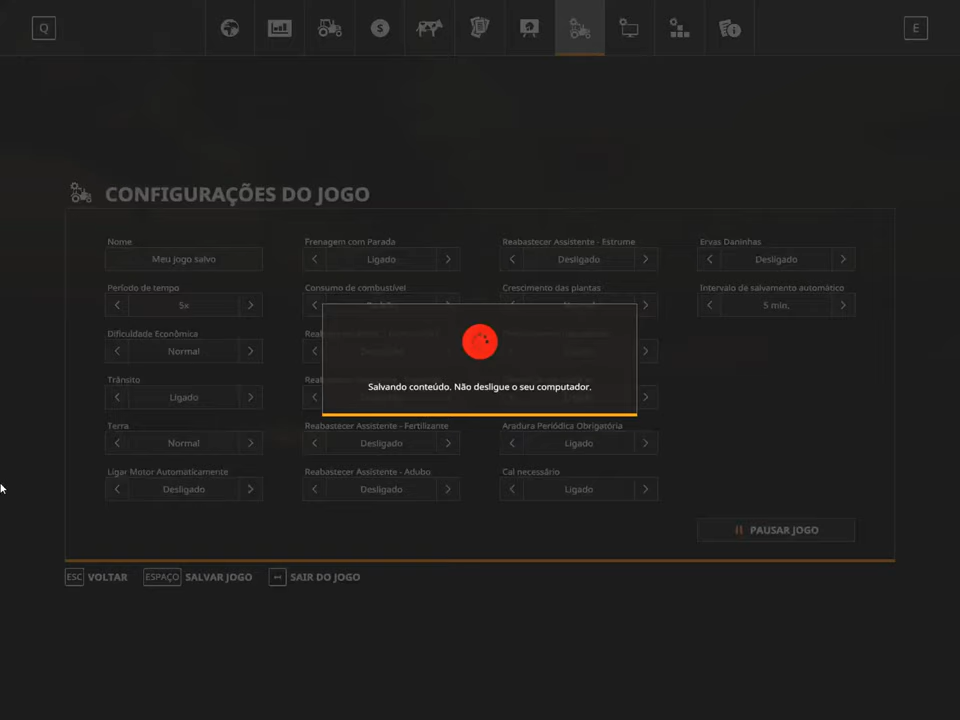 Q
E
CONFIGURAÇÕES DO JOGO
Nome
Meu jogo salvo
Período de tempo
5x
Dificuldade Econômica
Normal
Trânsito
Ligado
Terra
Normal
Ligar Motor Automaticamente
Desligado
Frenagem com Parada
Ligado
Consumo de combustível
Reabastecer Assistente - Fertilizante
Desligado
Reabastecer Assistente - Adubo
Desligado
Reabastecer Assistente - Estrume
Desligado
Crescimento das plantas
Aradura Periódica Obrigatória
Ligado
Cal necessário
Ligado
Ervas Daninhas
Desligado
Intervalo de salvamento automático
5 min.
Salvando conteúdo. Não desligue o seu computador.
PAUSAR JOGO
ESC VOLTAR ESPAÇO SALVAR JOGO SAIR DO JOGO